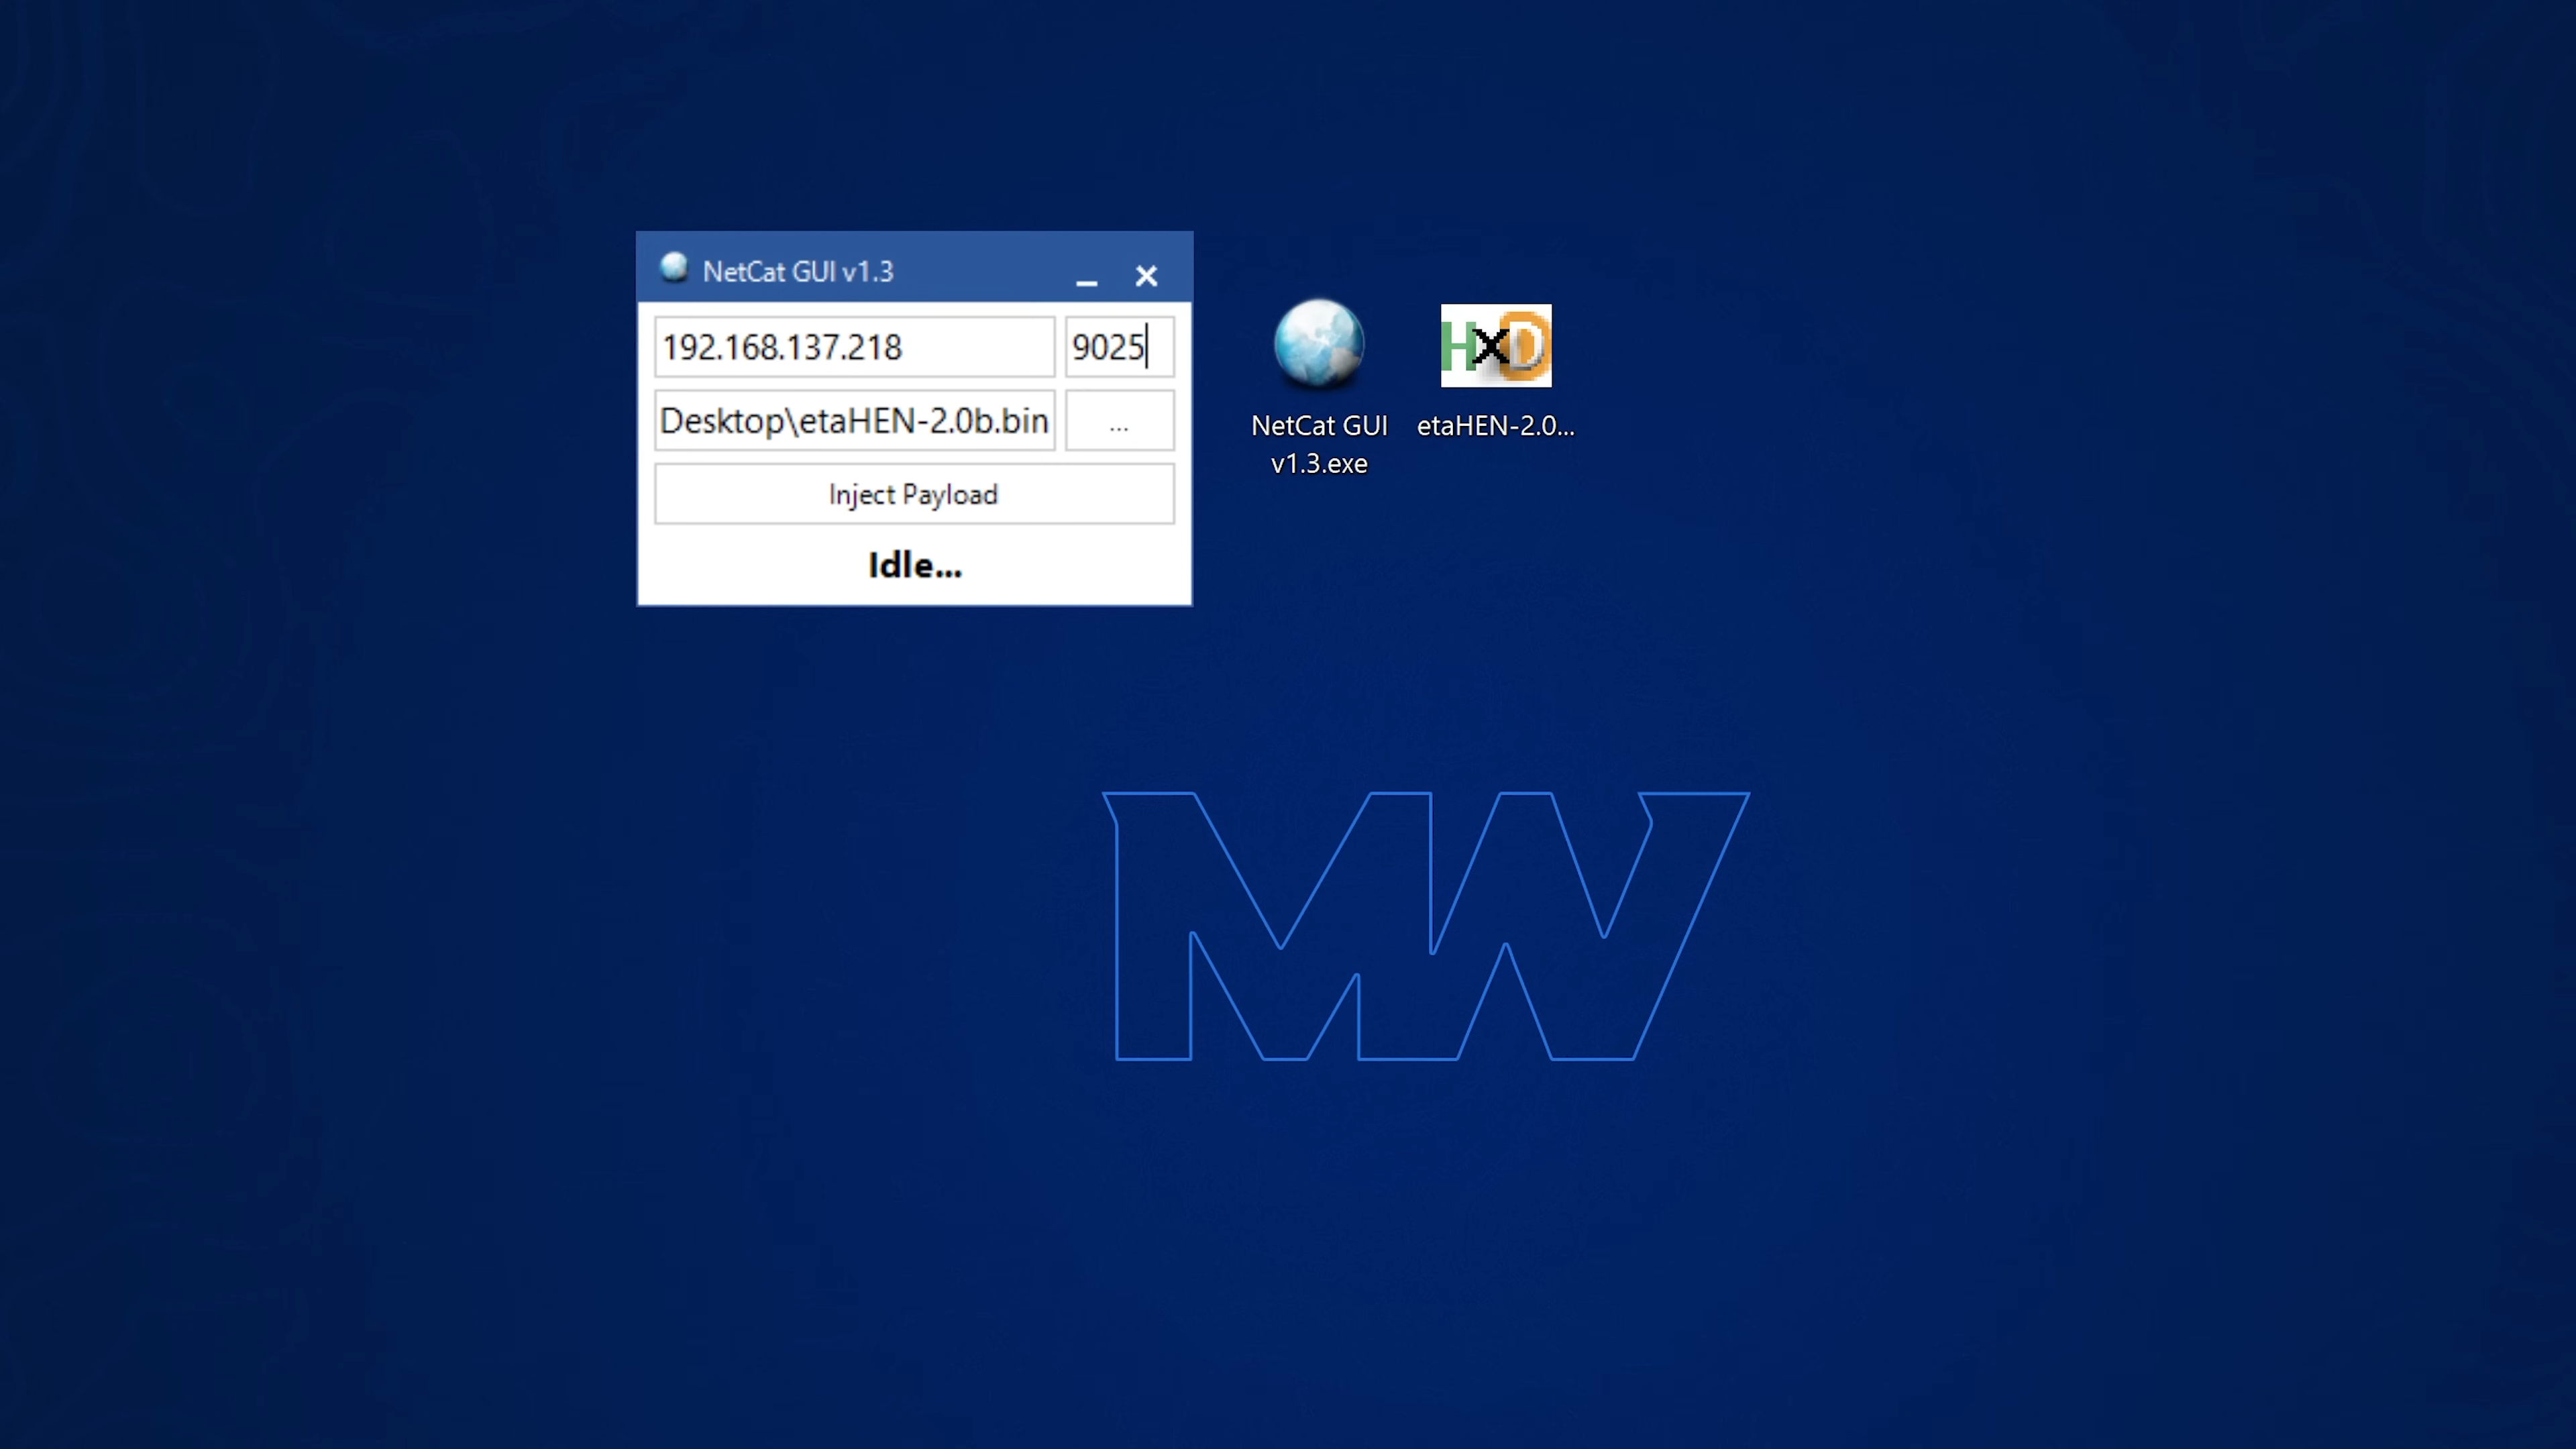 NetCat GUI v1.3
192.168.137.218
9025
Desktop\etaHEN-2.0b.bin
...
Inject Payload
Idle...
NetCat GUI
v1.3.exe
HxD
etaHEN-2.0...
MW